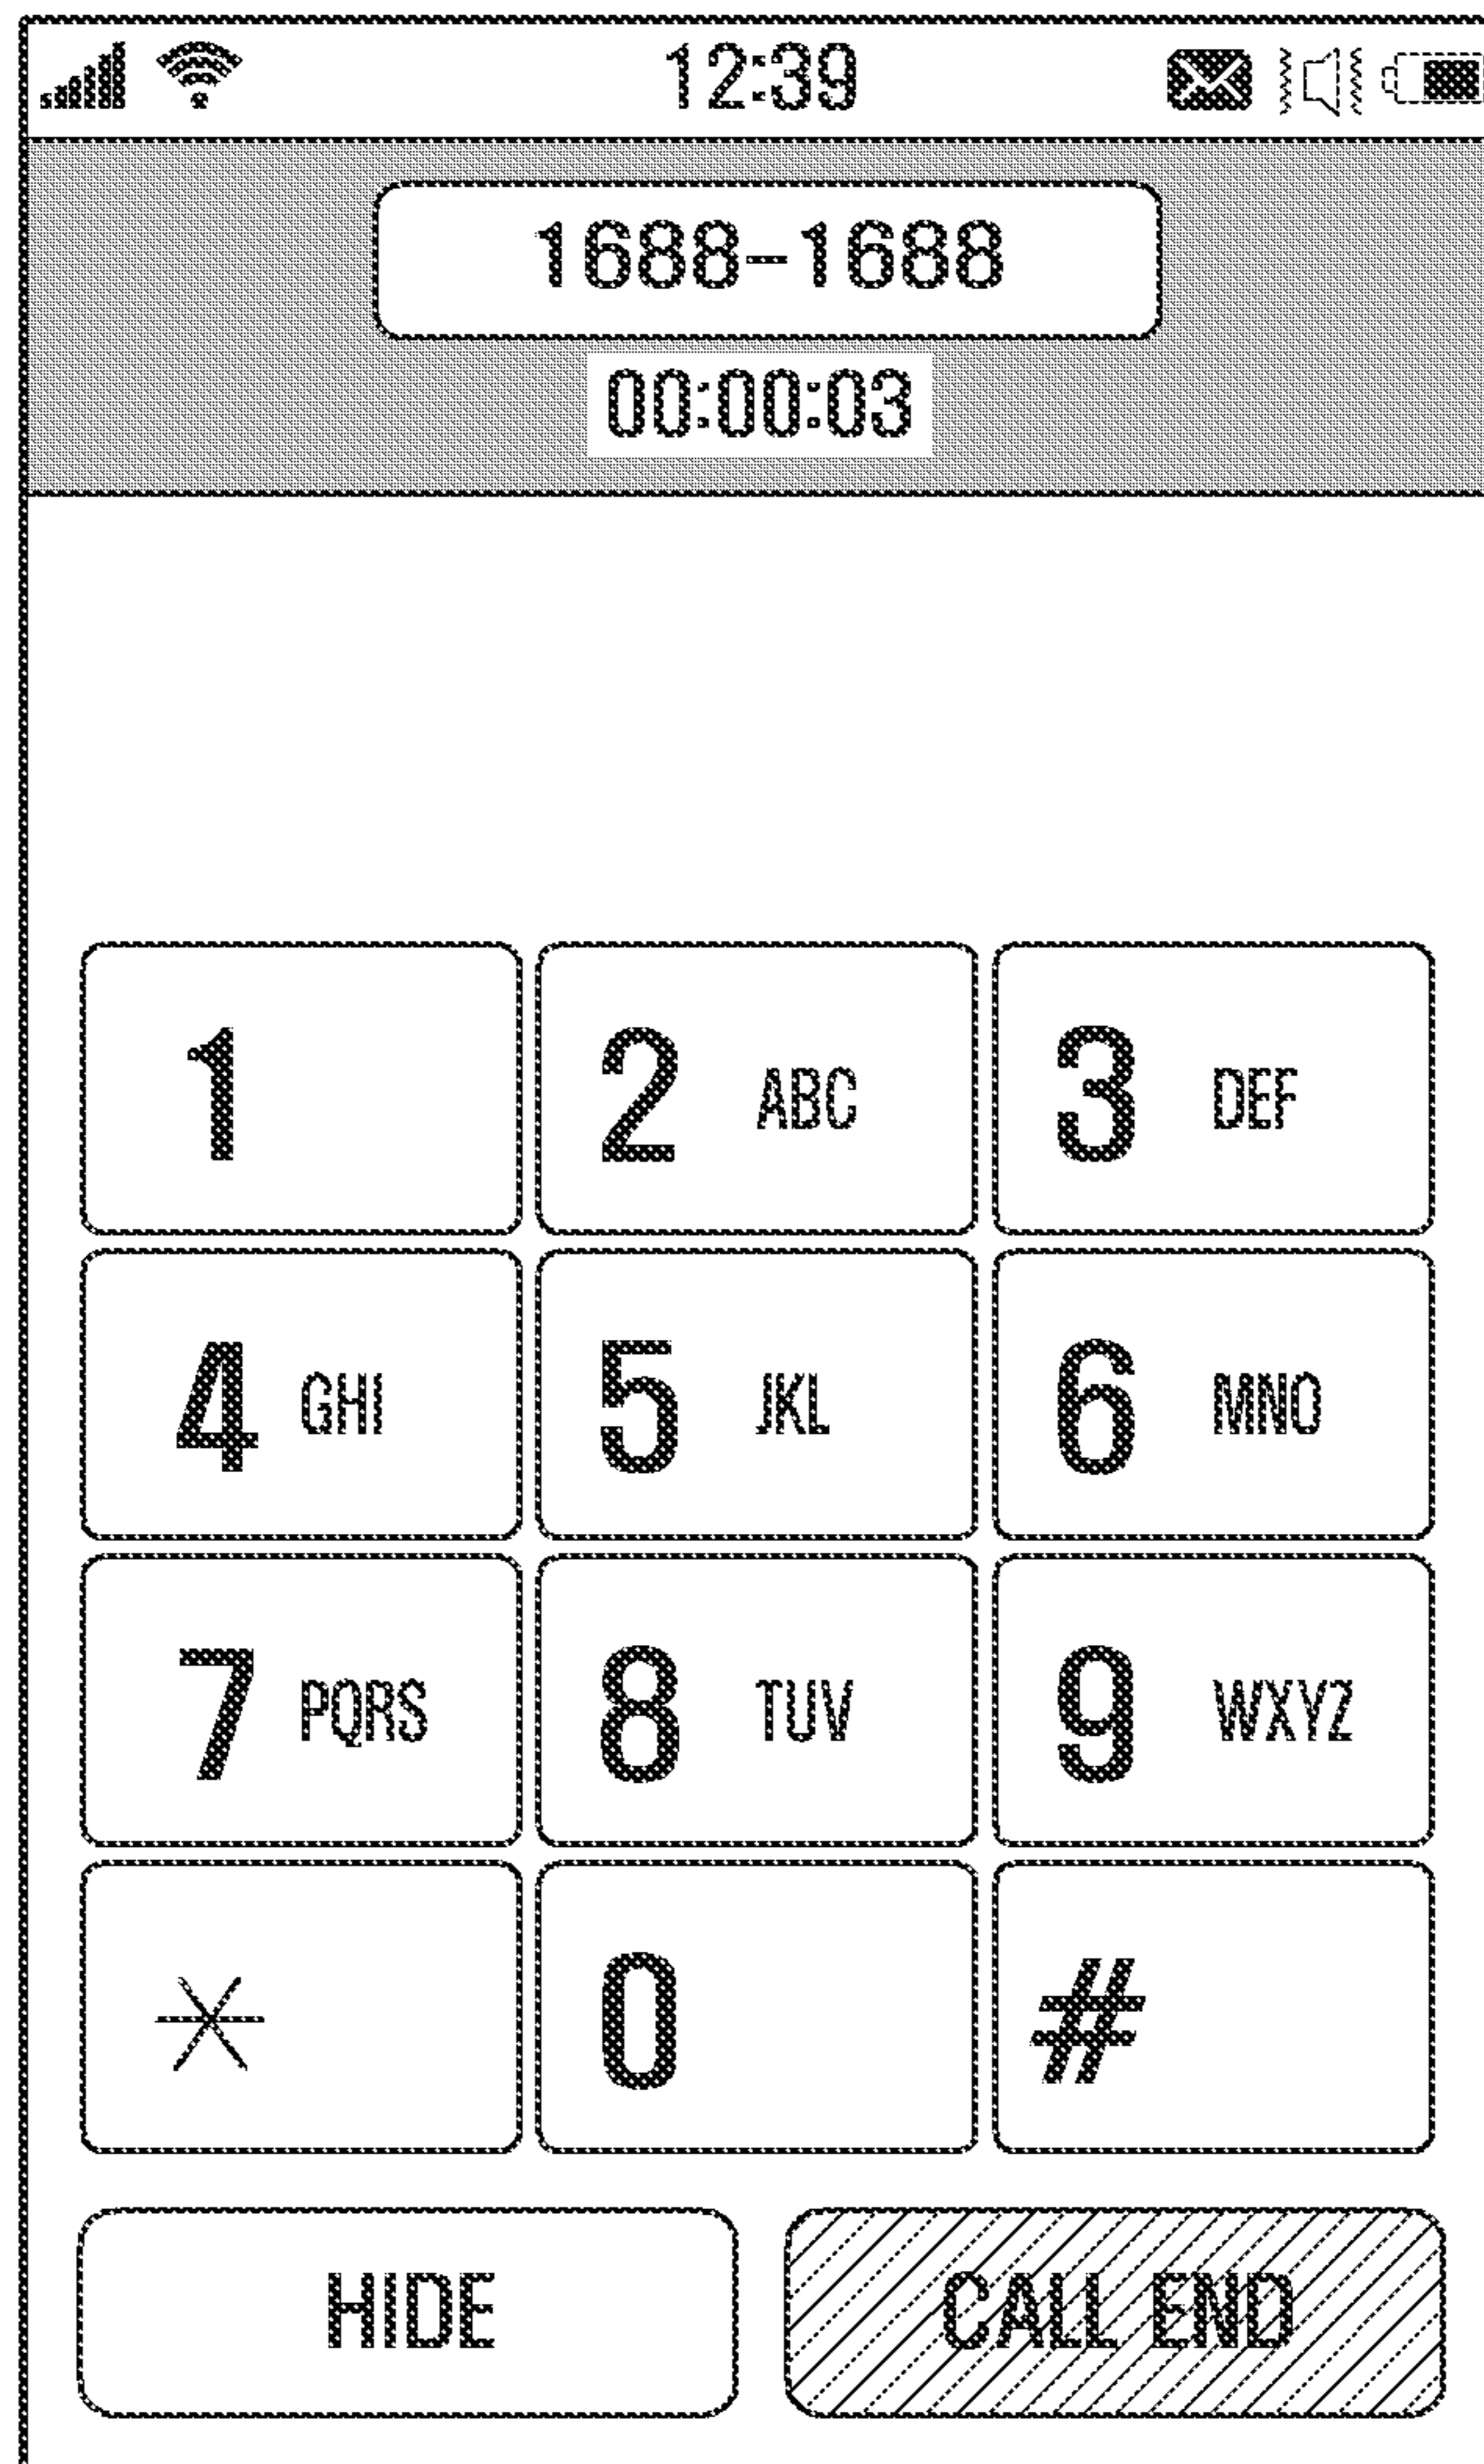 12:39
1688-1688
00:00:03
1 2 ABC 3 DEF
4 GHI 5 JKL 6 MNO
7 PQRS 8 TUV 9 WXYZ
* 0 #
HIDE CALL END